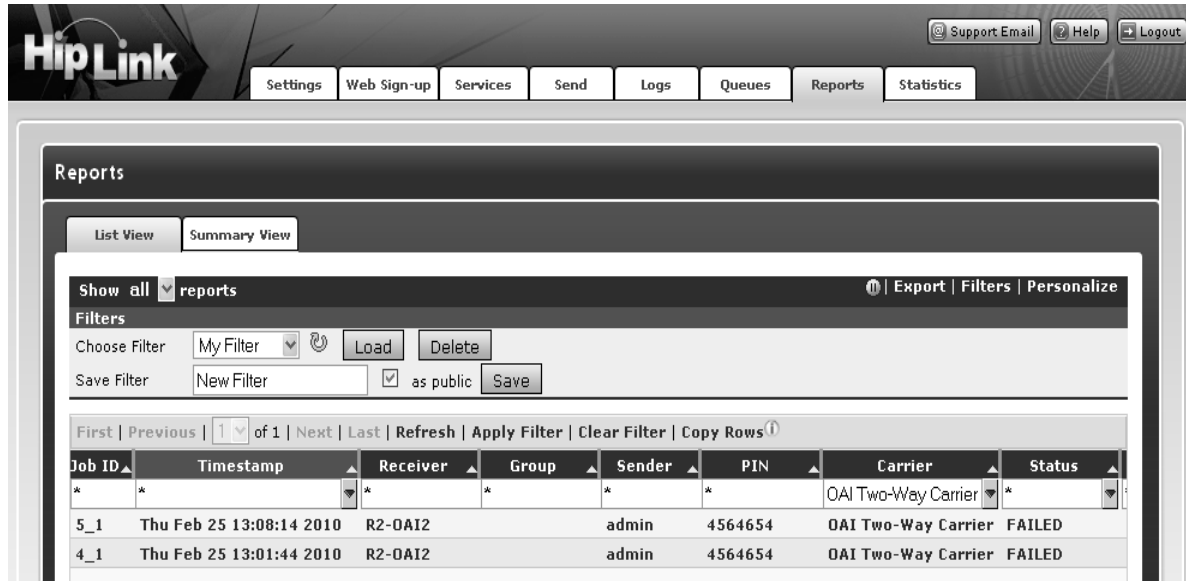 HipLink
Support Email Help Logout
Settings Web Sign-up Services Send Logs Queues Reports Statistics
Reports
List View Summary View
Show all reports | Export | Filters | Personalize
Filters
Choose Filter My Filter Load Delete
Save Filter New Filter as public Save
First | Previous | 1 of 1 | Next | Last | Refresh | Apply Filter | Clear Filter | Copy Rows
Job ID Timestamp Receiver Group Sender PIN Carrier Status
* * * * * * OAI Two-Way Carrier *
5_1 Thu Feb 25 13:08:14 2010 R2-OAI2 admin 4564654 OAI Two-Way Carrier FAILED
4_1 Thu Feb 25 13:01:44 2010 R2-OAI2 admin 4564654 OAI Two-Way Carrier FAILED